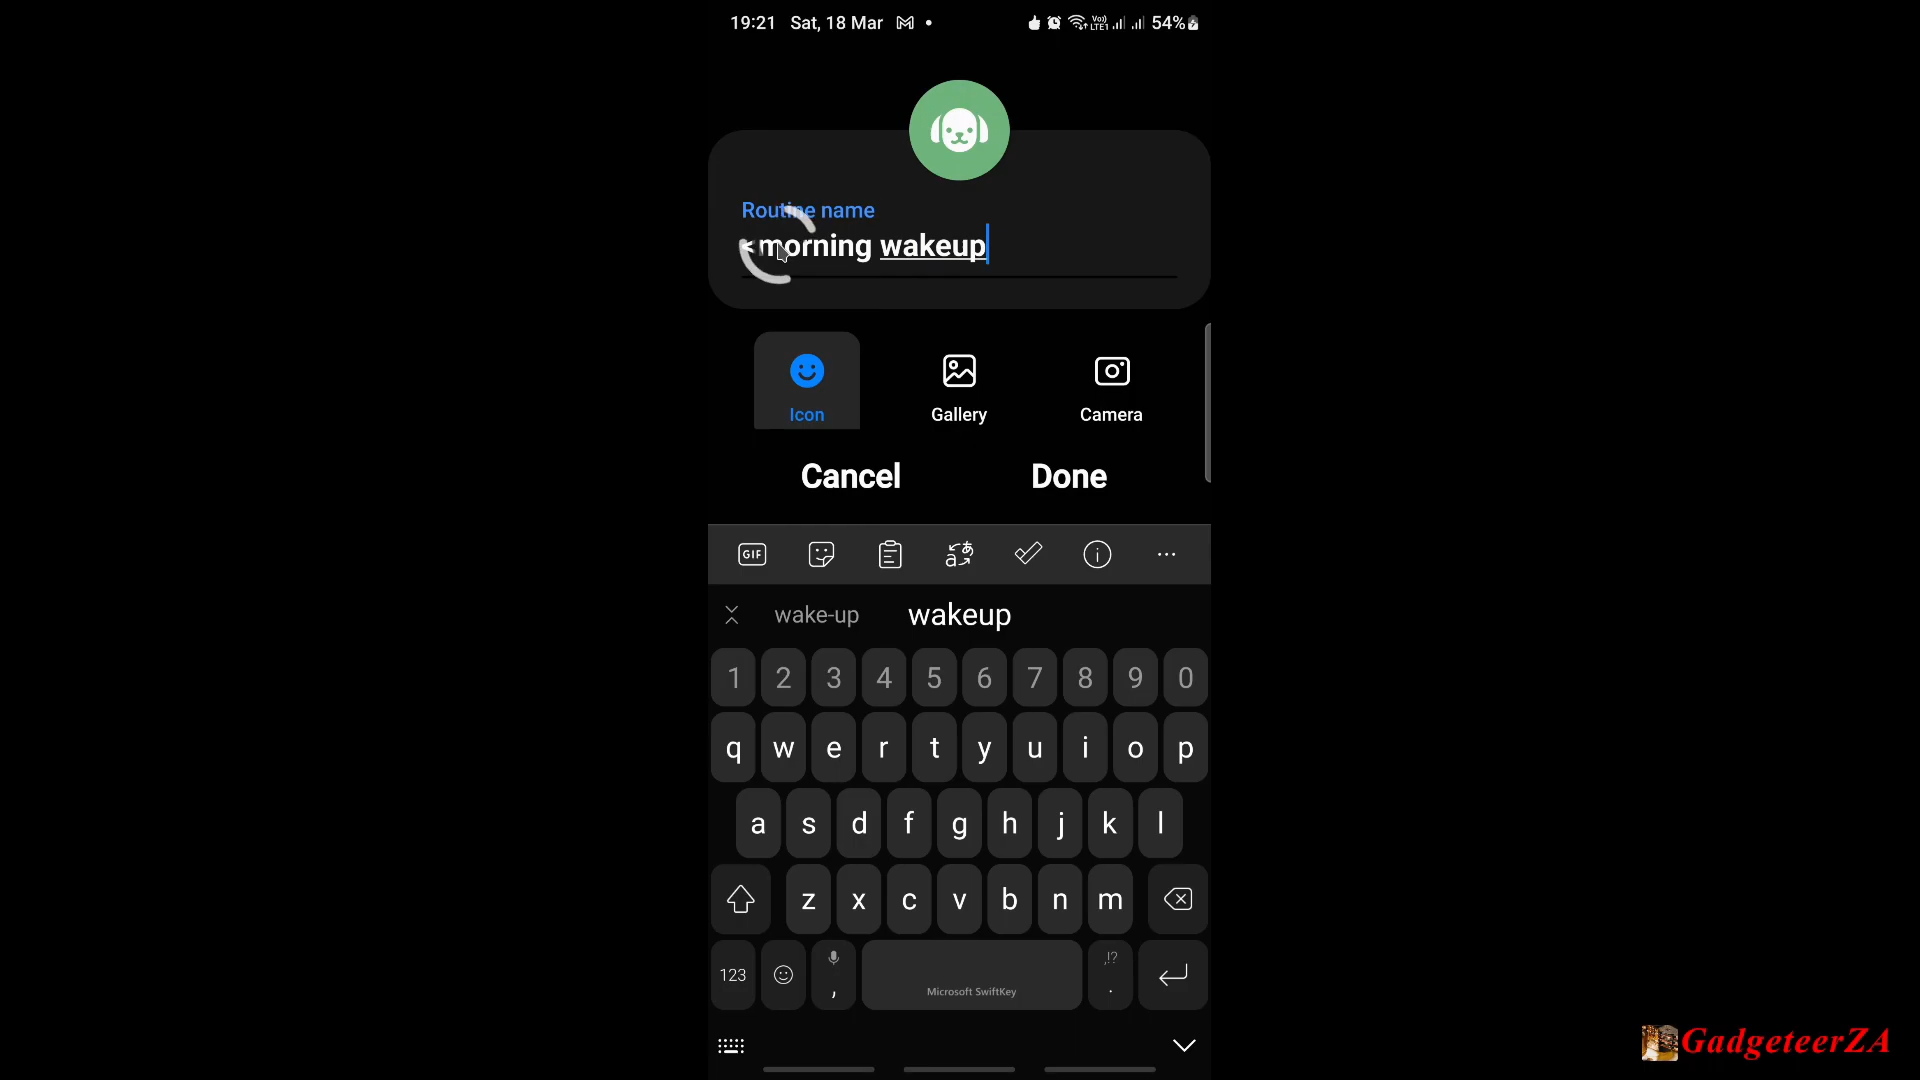 19:21 Sat, 18 Mar 54%
Routine name
<morning wakeup
Icon Gallery Camera
Cancel Done
GIF
wake-up wakeup
1 2 3 4 5 6 7 8 9 0
q w e r t y u i o p
a s d f g h j k l
z x c v b n m
123 , Microsoft SwiftKey ,!? .
GadgeteerZA